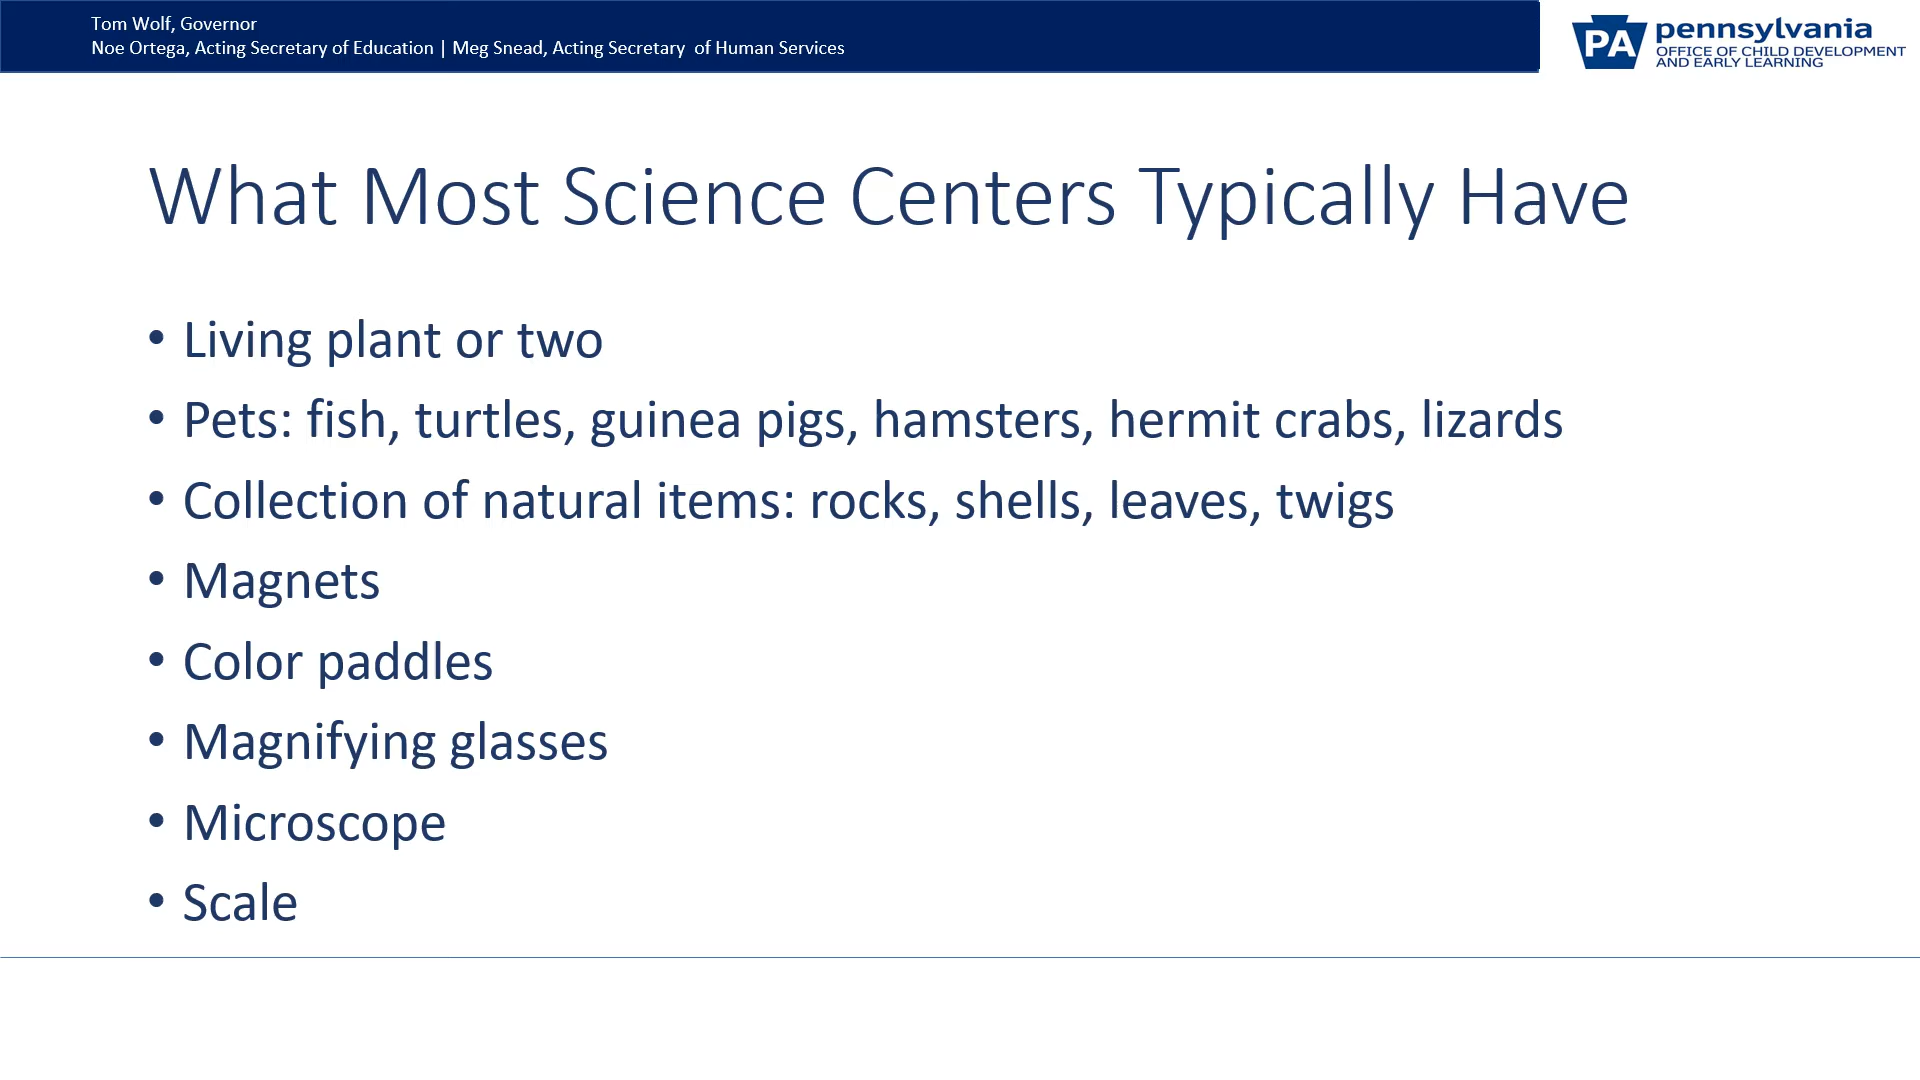 Tom Wolf, Governor
Noe Ortega, Acting Secretary of Education | Meg Snead, Acting Secretary of Human Services
PA pennsylvania
OFFICE OF CHILD DEVELOPMENT
AND EARLY LEARNING
What Most Science Centers Typically Have
• Living plant or two
• Pets: fish, turtles, guinea pigs, hamsters, hermit crabs, lizards
• Collection of natural items: rocks, shells, leaves, twigs
• Magnets
• Color paddles
• Magnifying glasses
• Microscope
• Scale